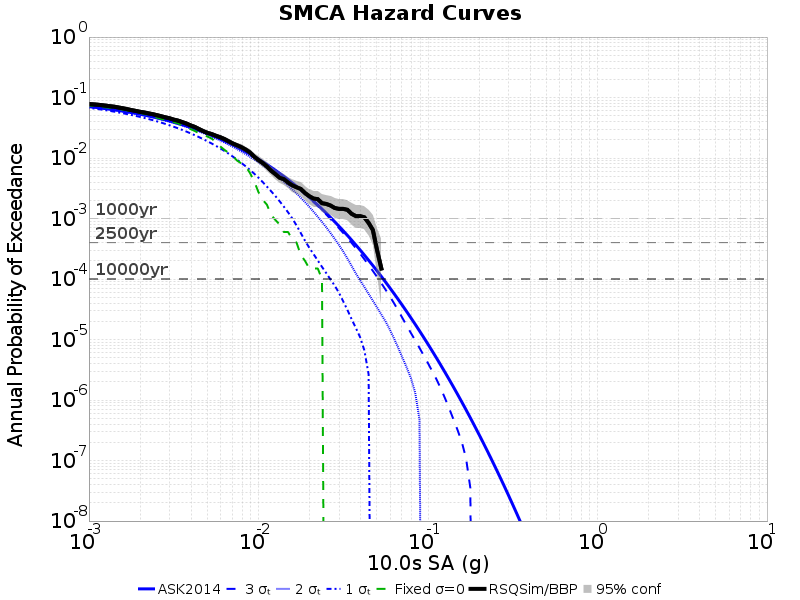 SMCA Hazard Curves
Annual Probability of Exceedance
10^0
10^-1
10^-2
10^-3
10^-4
10^-5
10^-6
10^-7
10^-8
1000yr
2500yr
10000yr
10^-3 10^-2 10^-1 10^0 10^1
10.0s SA (g)
ASK2014 3 σₜ 2 σₜ 1 σₜ Fixed σ=0 RSQSim/BBP 95% conf